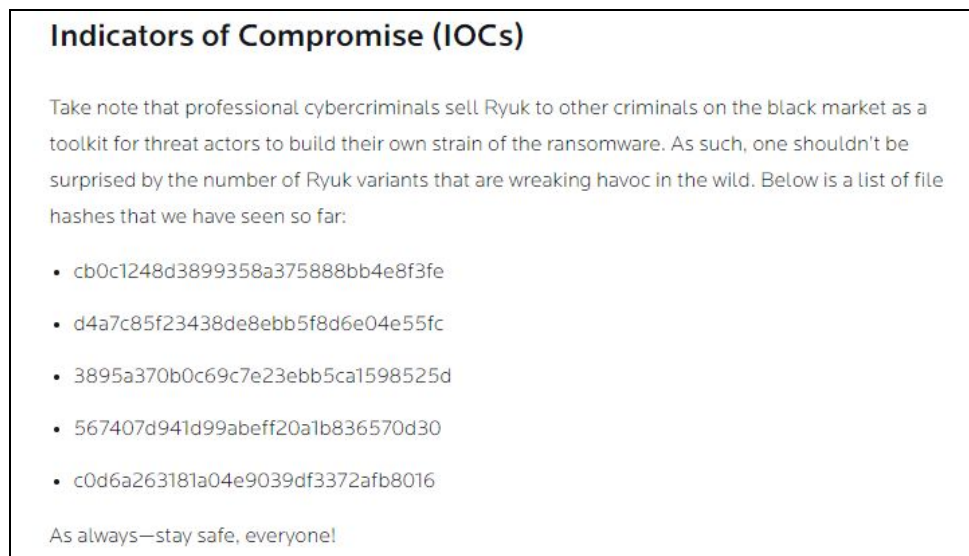 Indicators of Compromise (IOCs)
Take note that professional cybercriminals sell Ryuk to other criminals on the black market as a
toolkit for threat actors to build their own strain of the ransomware. As such, one shouldn't be
surprised by the number of Ryuk variants that are wreaking havoc in the wild. Below is a list of file
hashes that we have seen so far:
• cb0c1248d3899358a375888bb4e8f3fe
• d4a7c85f23438de8ebb5f8d6e04e55fc
• 3895a370b0c69c7e23ebb5ca1598525d
• 567407d941d99abeff20a1b836570d30
• c0d6a263181a04e9039df3372afb8016
As always—stay safe, everyone!